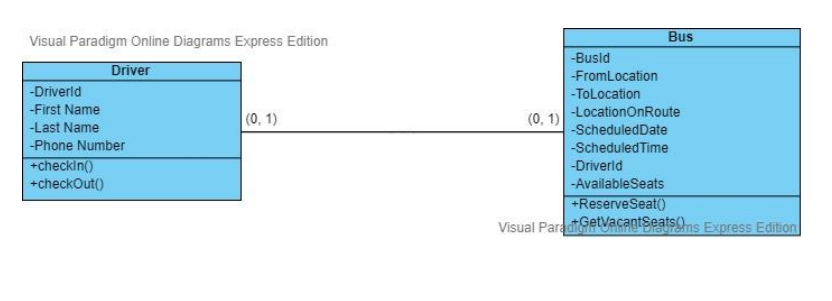 Visual Paradigm Online Diagrams Express Edition
Driver
-DriverId
-First Name
-Last Name
-Phone Number
+checkIn()
+checkOut()
(0, 1)
(0, 1)
Bus
-BusId
-FromLocation
-ToLocation
-LocationOnRoute
-ScheduledDate
-ScheduledTime
-DriverId
-AvailableSeats
+ReserveSeat()
+GetVacantSeats()
Visual Paradigm Online Diagrams Express Edition